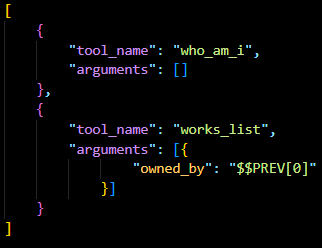 [
    {
        "tool_name": "who_am_i",
        "arguments": []
    },
    {
        "tool_name": "works_list",
        "arguments": [{
                "owned_by": "$$PREV[0]"
            }]
    }
]